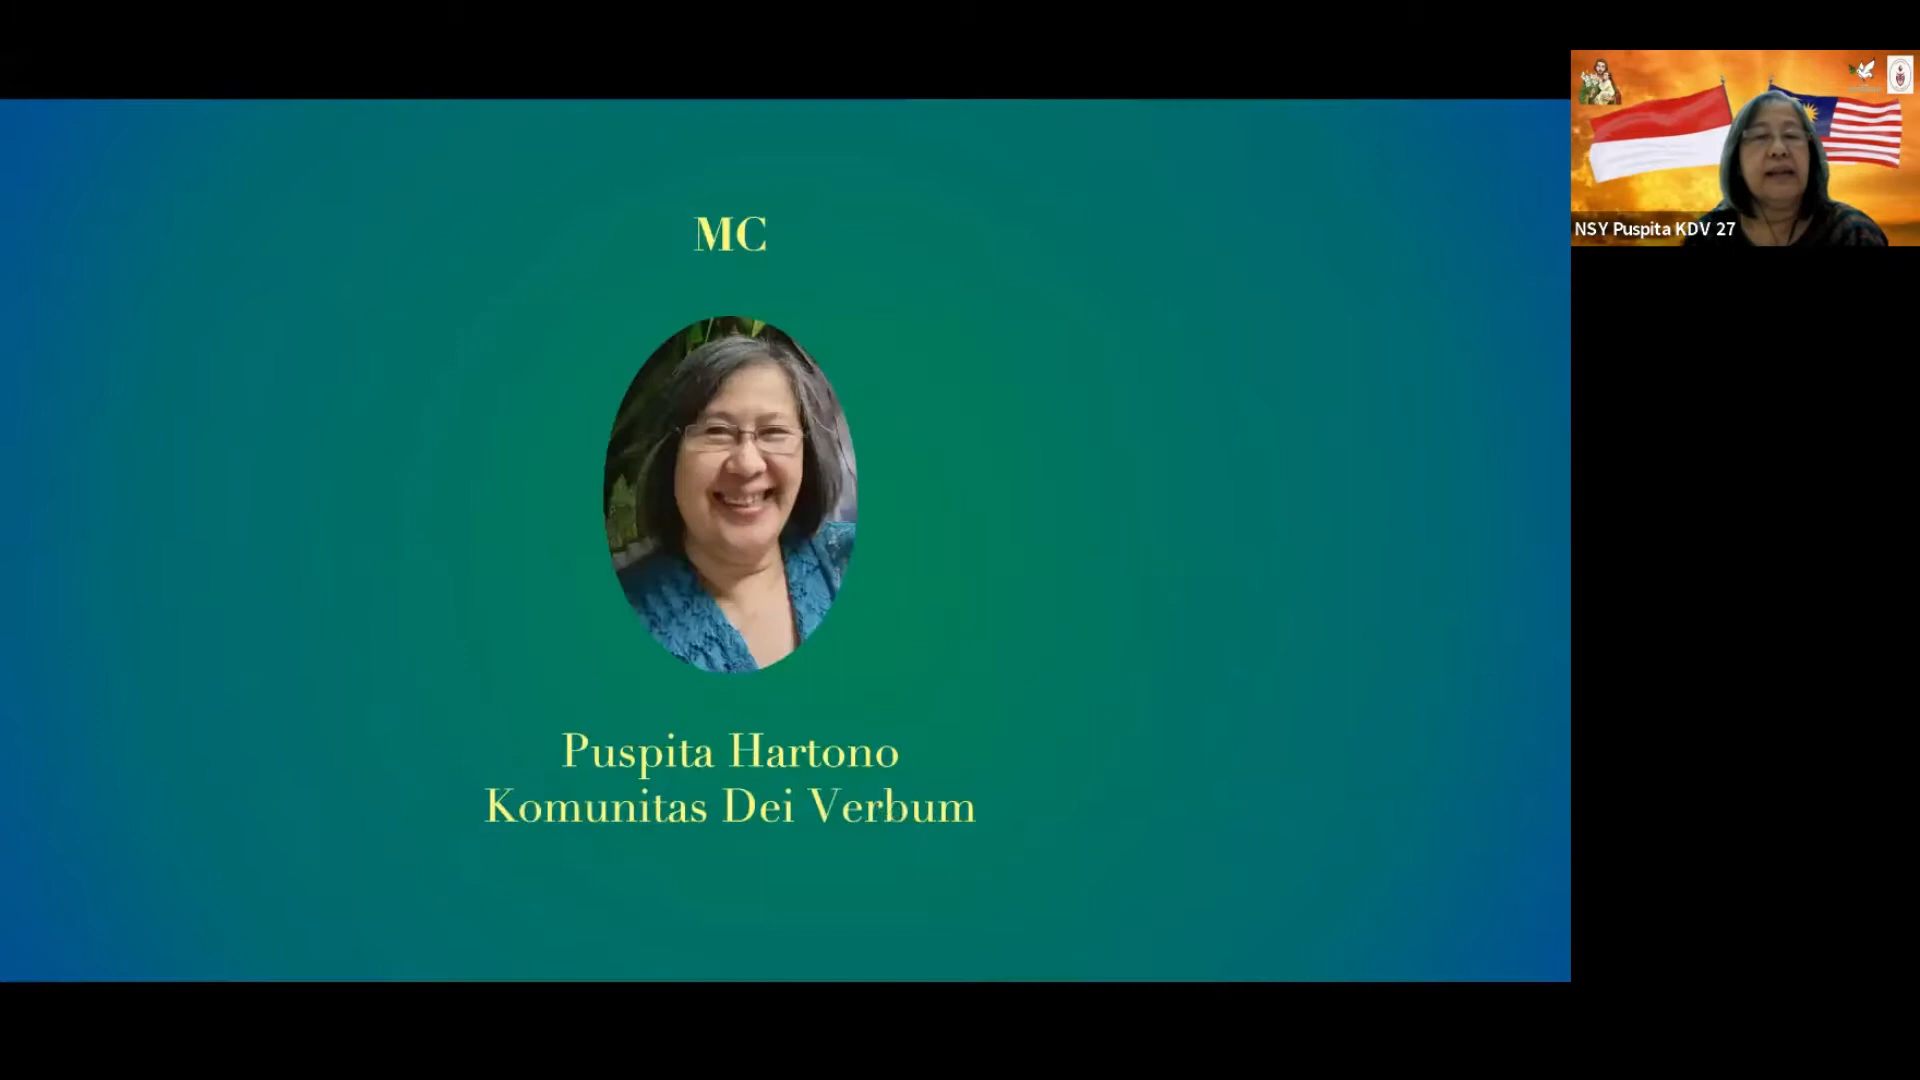 MC
Puspita Hartono
Komunitas Dei Verbum
NSY Puspita KDV 27